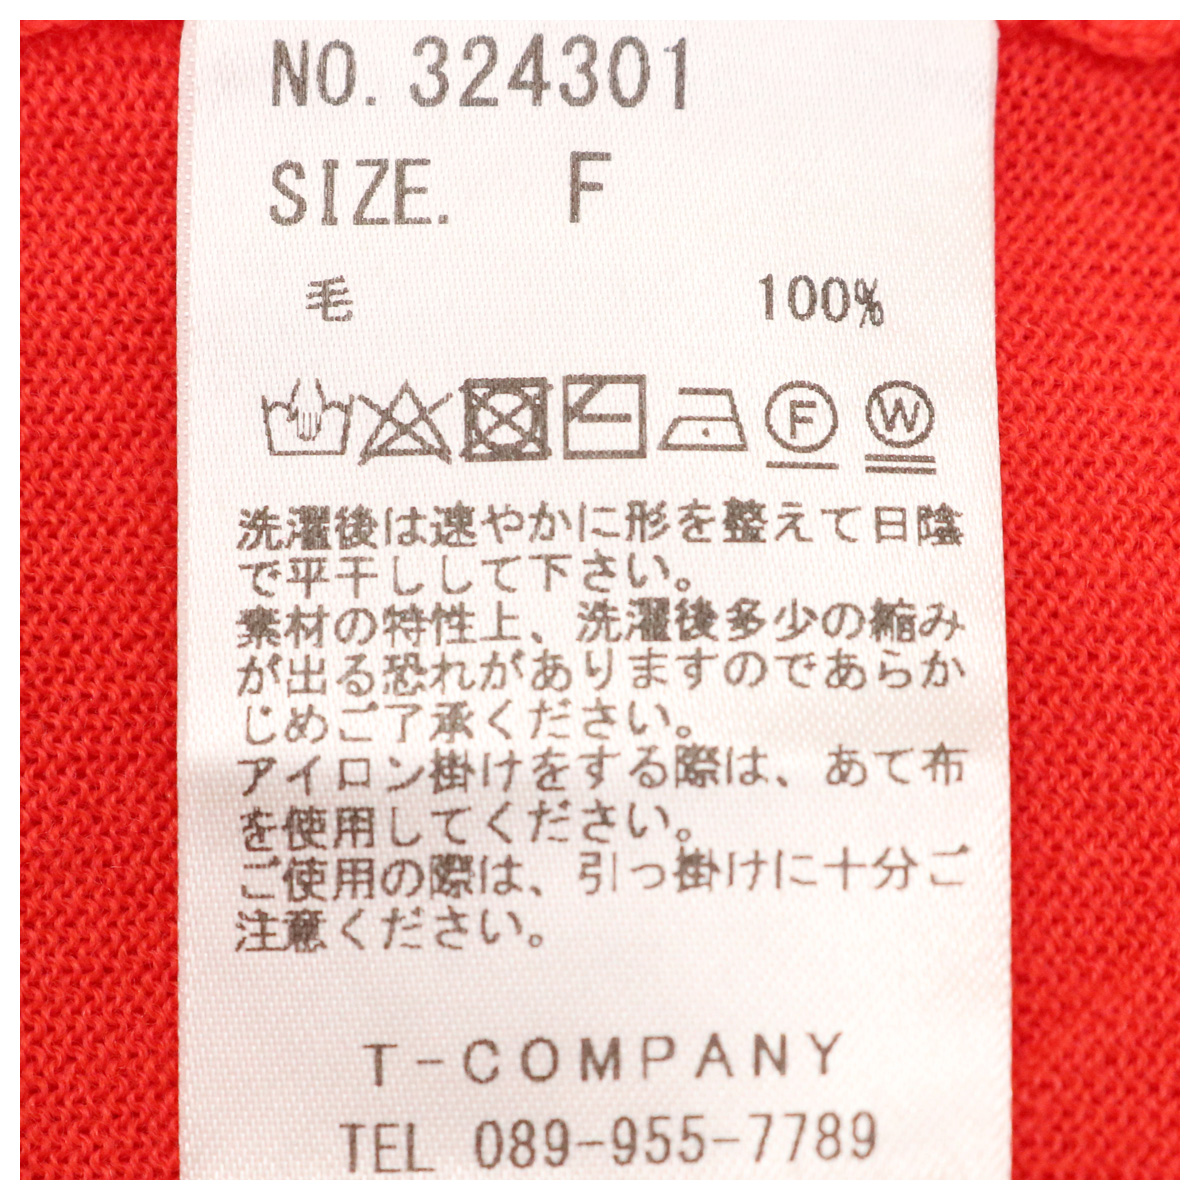 NO. 324301
SIZE. F
毛 100%
F W
洗濯後は速やかに形を整えて日陰
で平干しして下さい。
素材の特性上、洗濯後多少の縮み
が出る恐れがありますのであらか
じめご了承ください。
アイロン掛けをする際は、あて布
を使用してください。
ご使用の際は、引っ掛けに十分ご
注意ください。
T-COMPANY
TEL 089-955-7789